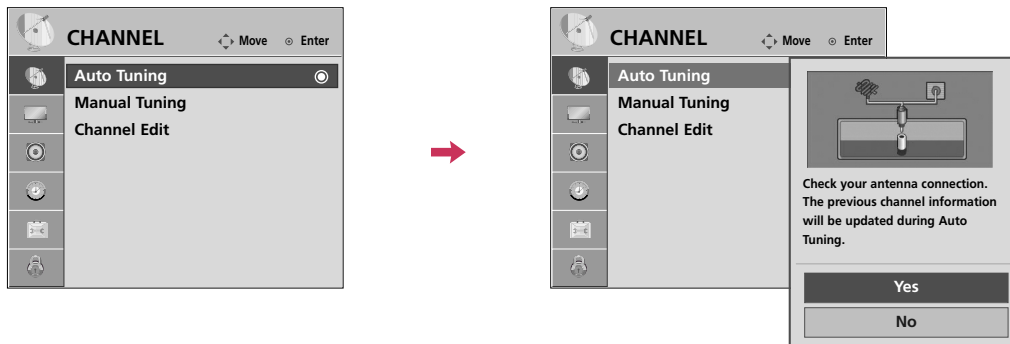 CHANNEL Move Enter
Auto Tuning
Manual Tuning
Channel Edit
CHANNEL Move Enter
Auto Tuning
Manual Tuning
Channel Edit
Check your antenna connection.
The previous channel information
will be updated during Auto
Tuning.
Yes
No